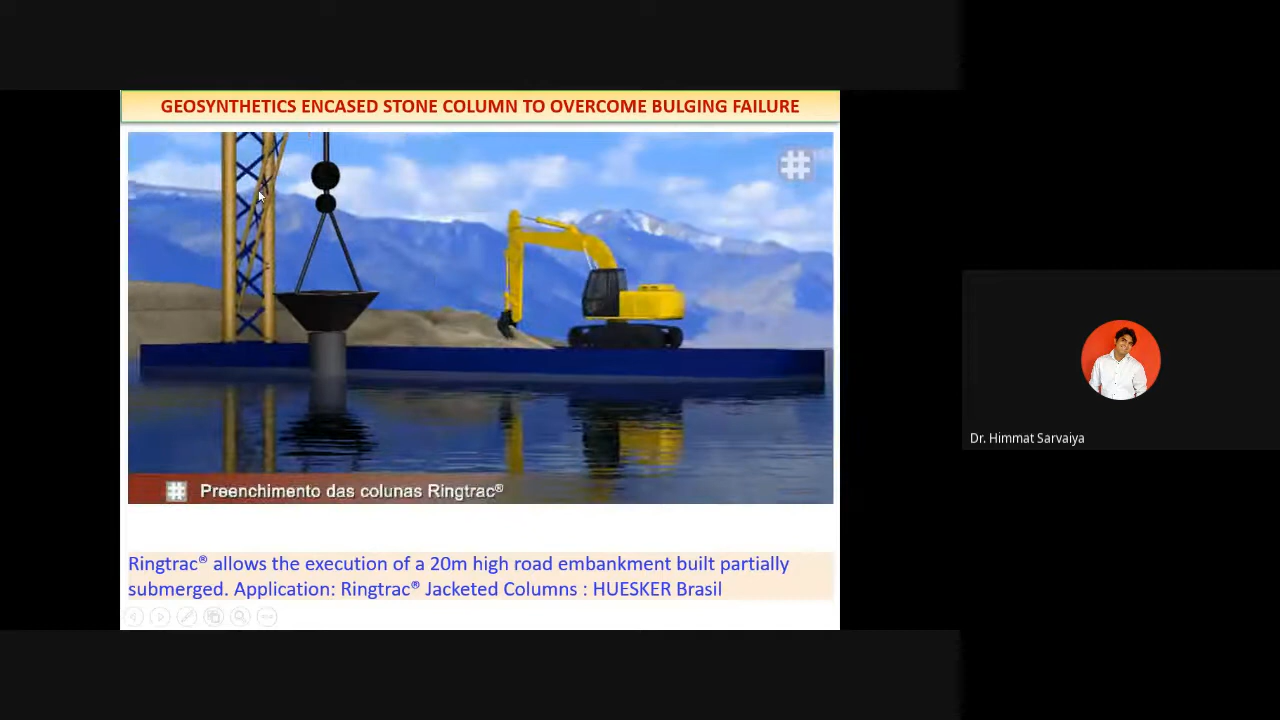 GEOSYNTHETICS ENCASED STONE COLUMN TO OVERCOME BULGING FAILURE
Preenchimento das colunas Ringtrac®
Ringtrac® allows the execution of a 20m high road embankment built partially
submerged. Application: Ringtrac® Jacketed Columns : HUESKER Brasil
Dr. Himmat Sarvaiya